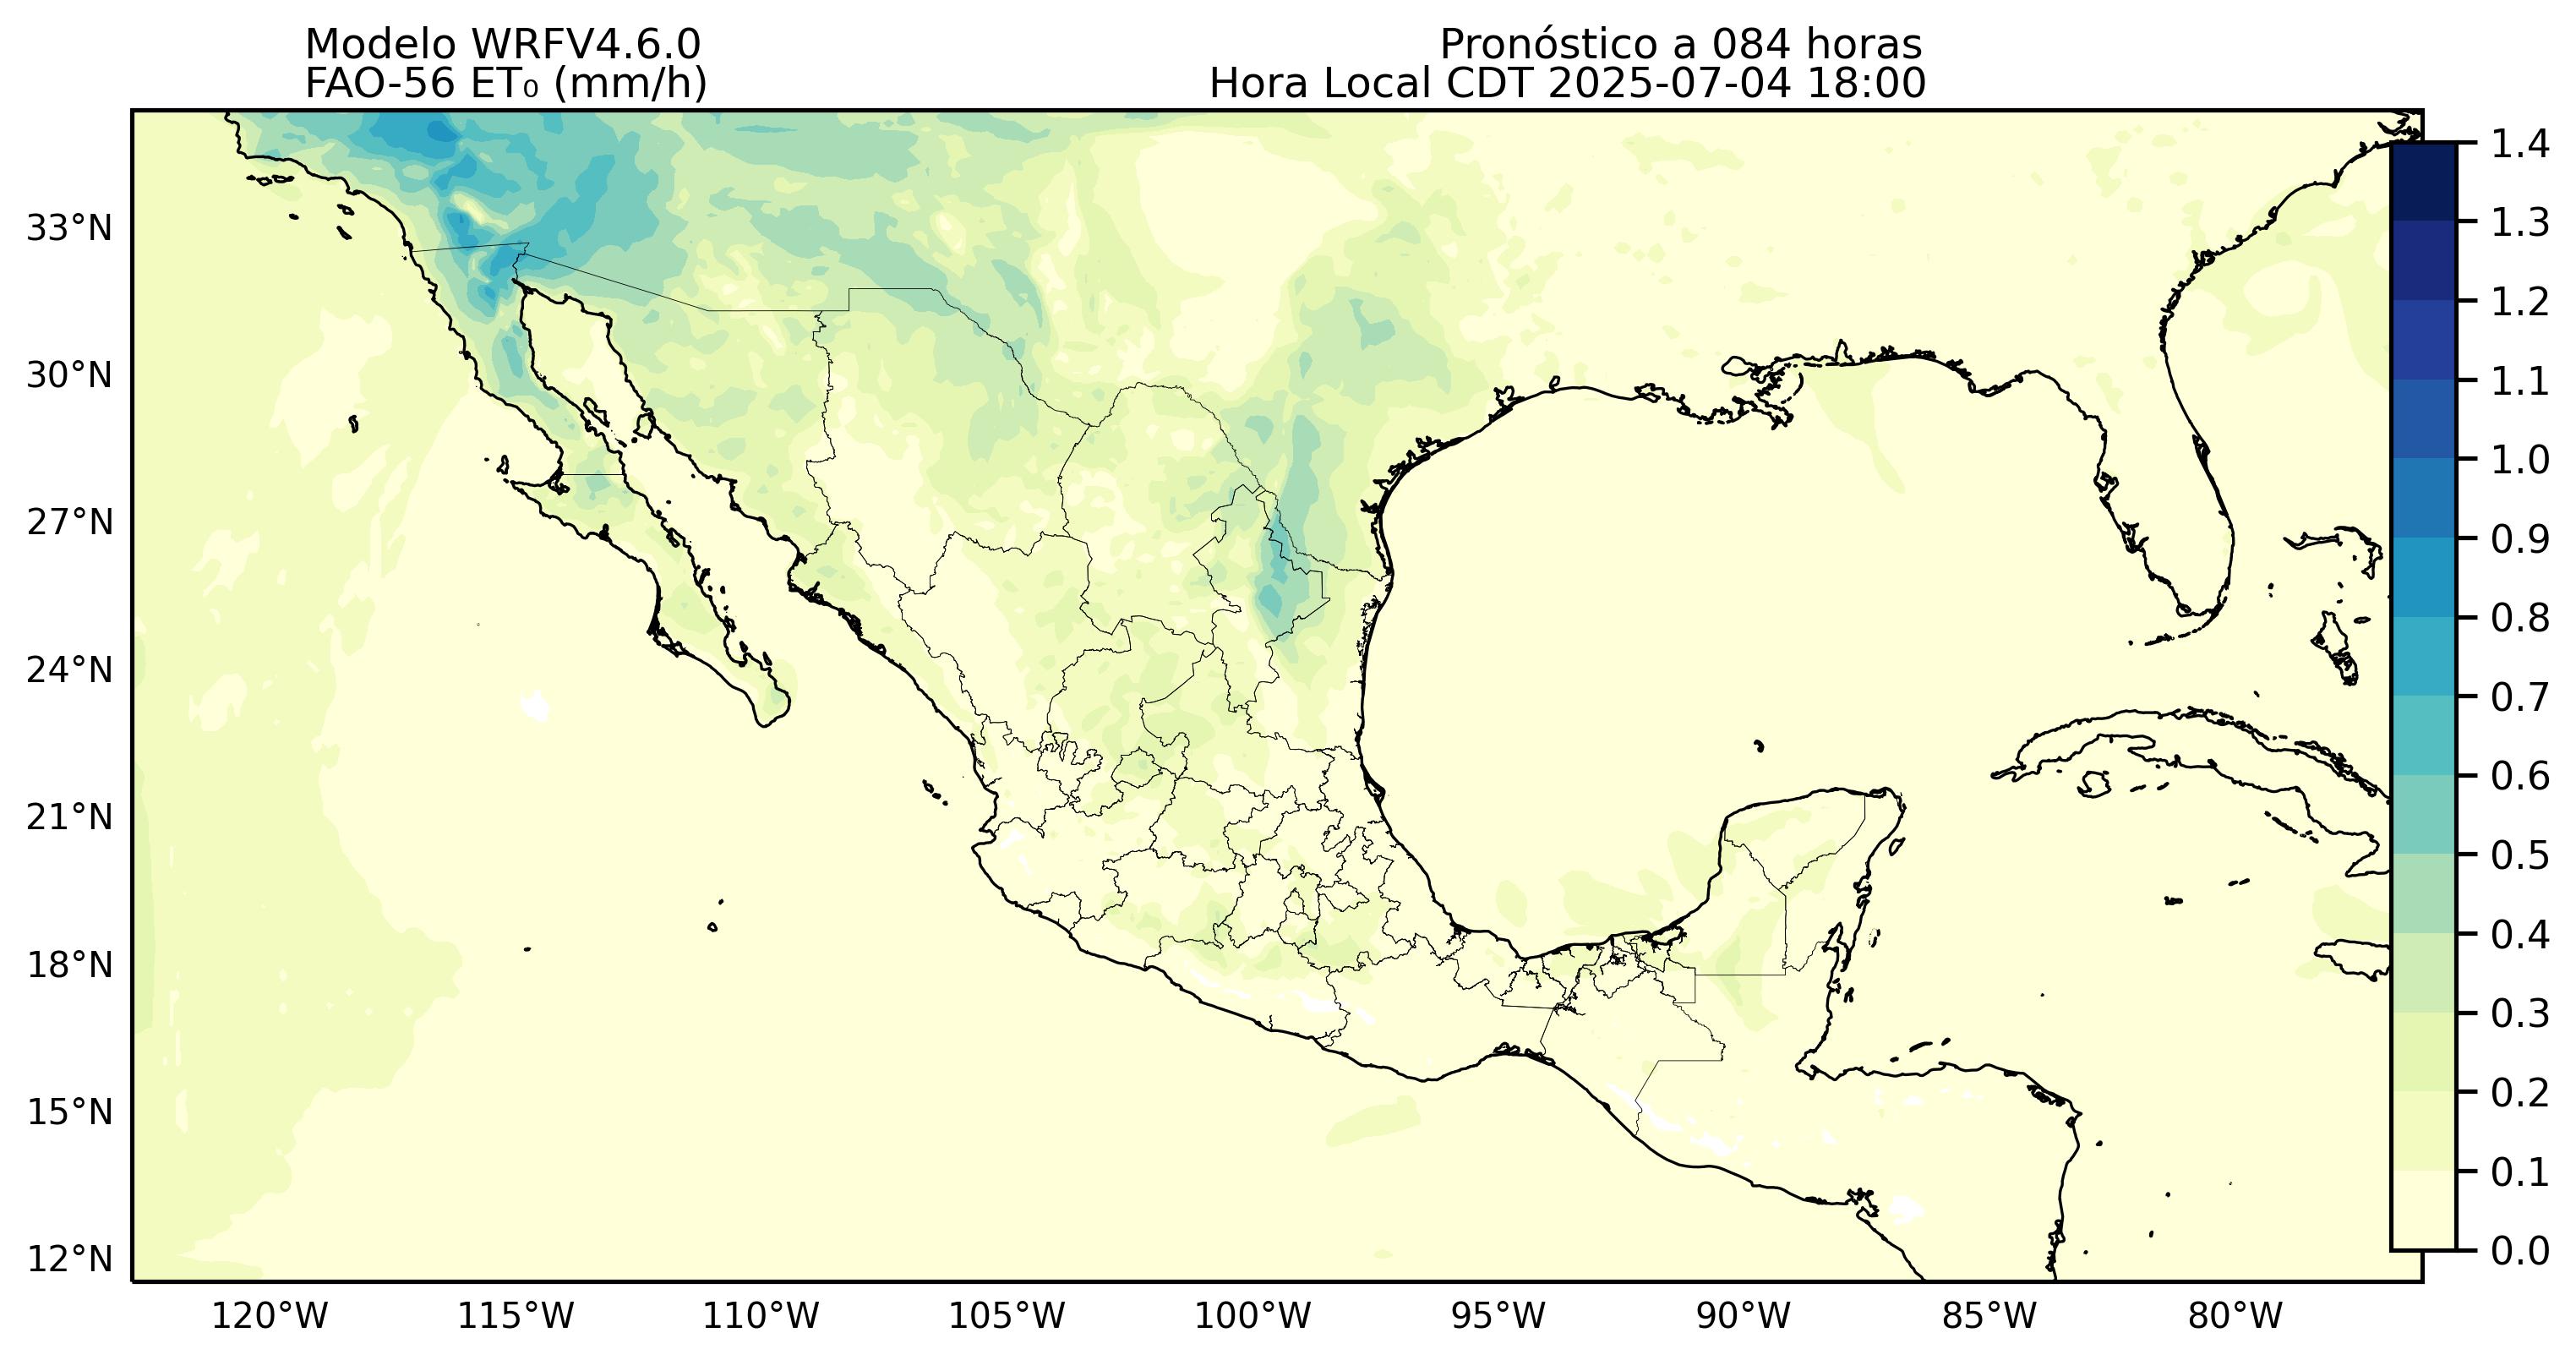 Modelo WRFV4.6.0
FAO-56 ET₀ (mm/h)
Pronóstico a 084 horas
Hora Local CDT 2025-07-04 18:00
33°N
30°N
27°N
24°N
21°N
18°N
15°N
12°N
120°W
115°W
110°W
105°W
100°W
95°W
90°W
85°W
80°W
1.4
1.3
1.2
1.1
1.0
0.9
0.8
0.7
0.6
0.5
0.4
0.3
0.2
0.1
0.0